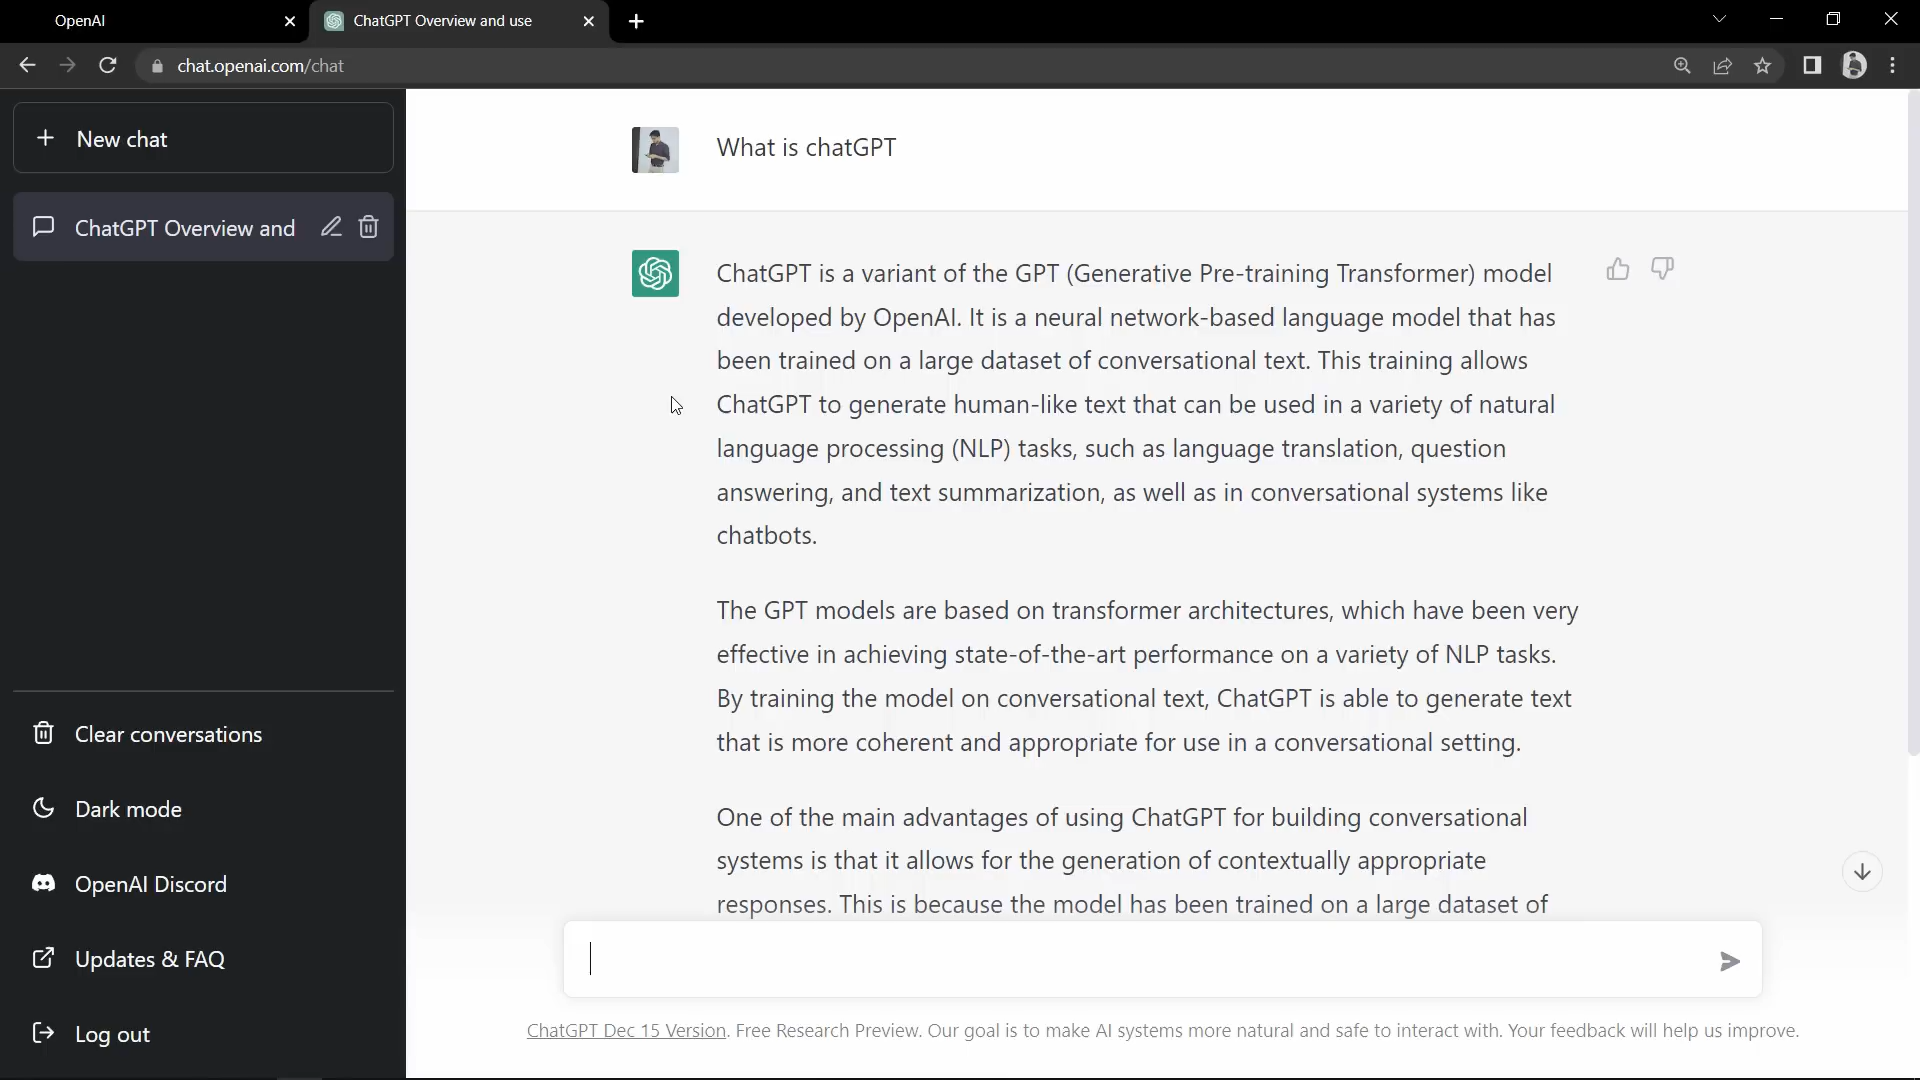 OpenAI
ChatGPT Overview and use
chat.openai.com/chat
New chat
ChatGPT Overview and
Clear conversations
Dark mode
OpenAI Discord
Updates & FAQ
Log out
What is chatGPT
ChatGPT is a variant of the GPT (Generative Pre-training Transformer) model
developed by OpenAI. It is a neural network-based language model that has
been trained on a large dataset of conversational text. This training allows
ChatGPT to generate human-like text that can be used in a variety of natural
language processing (NLP) tasks, such as language translation, question
answering, and text summarization, as well as in conversational systems like
chatbots.
The GPT models are based on transformer architectures, which have been very
effective in achieving state-of-the-art performance on a variety of NLP tasks.
By training the model on conversational text, ChatGPT is able to generate text
that is more coherent and appropriate for use in a conversational setting.
One of the main advantages of using ChatGPT for building conversational
systems is that it allows for the generation of contextually appropriate
responses. This is because the model has been trained on a large dataset of
ChatGPT Dec 15 Version. Free Research Preview. Our goal is to make AI systems more natural and safe to interact with. Your feedback will help us improve.